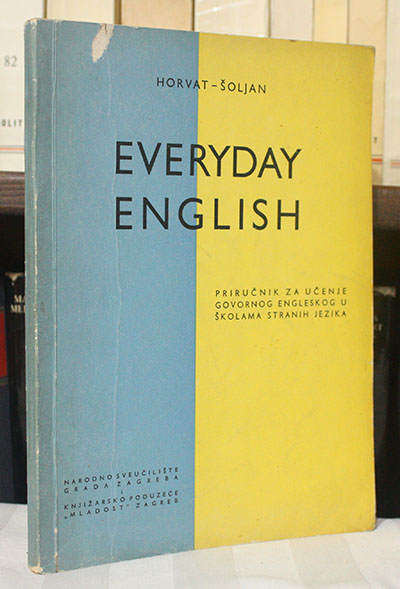 82
HORVAT – ŠOLJAN
EVERYDAY
ENGLISH
PRIRUČNIK ZA UČENJE
GOVORNOG ENGLESKOG U
ŠKOLAMA STRANIH JEZIKA
NARODNO SVEUČILIŠTE
GRADA ZAGREBA
i
KNJIŽARSKO PODUZEĆE
„MLADOST" ZAGREB